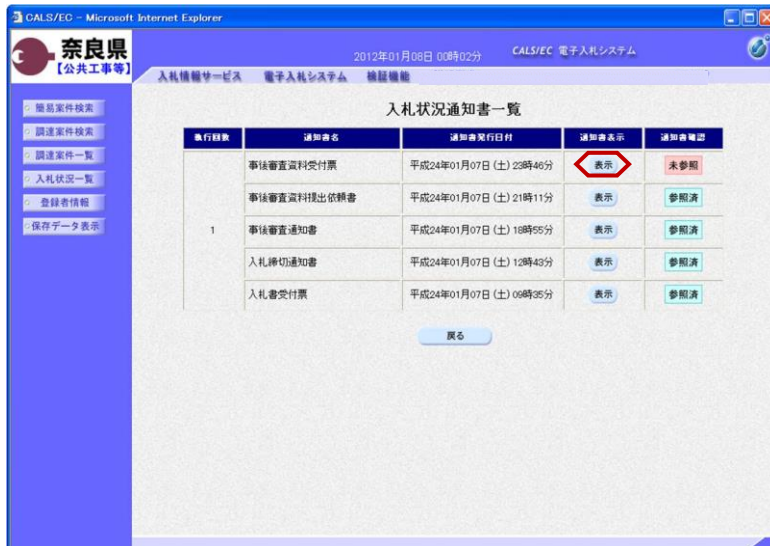 CALS/EC - Microsoft Internet Explorer
奈良県
【公共工事等】
2012年01月08日 00時02分
CALS/EC 電子入札システム
入札情報サービス 電子入札システム 検証機能
簡易案件検索
調達案件検索
調達案件一覧
入札状況一覧
登録者情報
保存データ表示
入札状況通知書一覧
執行回数 通知書名 通知書発行日付 通知書表示 通知書確認
事後審査資料受付票 平成24年01月07日 (土) 23時46分 表示 未参照
事後審査資料提出依頼書 平成24年01月07日 (土) 21時11分 表示 参照済
1 事後審査通知書 平成24年01月07日 (土) 18時55分 表示 参照済
入札締切通知書 平成24年01月07日 (土) 12時43分 表示 参照済
入札書受付票 平成24年01月07日 (土) 09時35分 表示 参照済
戻る